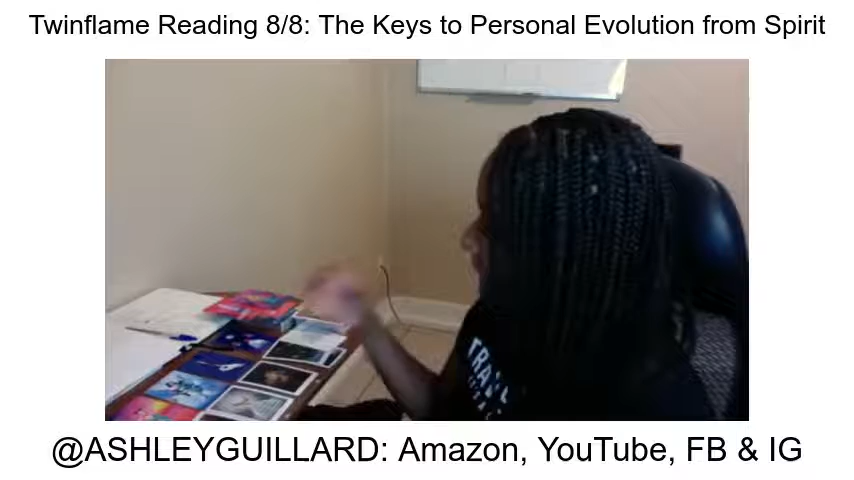 Twinflame Reading 8/8: The Keys to Personal Evolution from Spirit
@ASHLEYGUILLARD: Amazon, YouTube, FB & IG